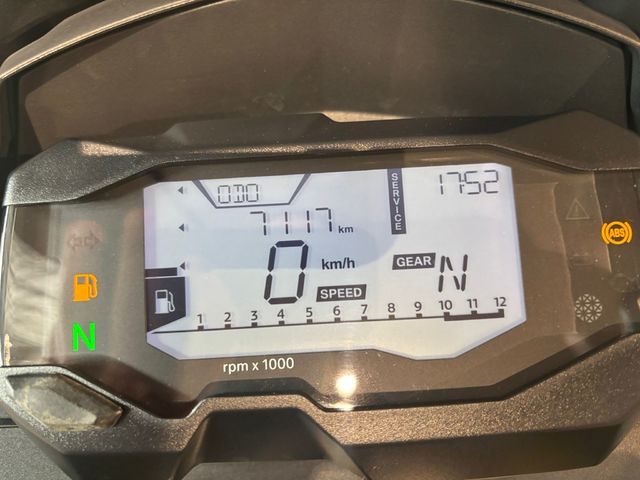 ODO
SERVICE
1752
7117 km
ABS
0 km/h
GEAR N
SPEED
N
1 2 3 4 5 6 7 8 9 10 11 12
rpm x 1000